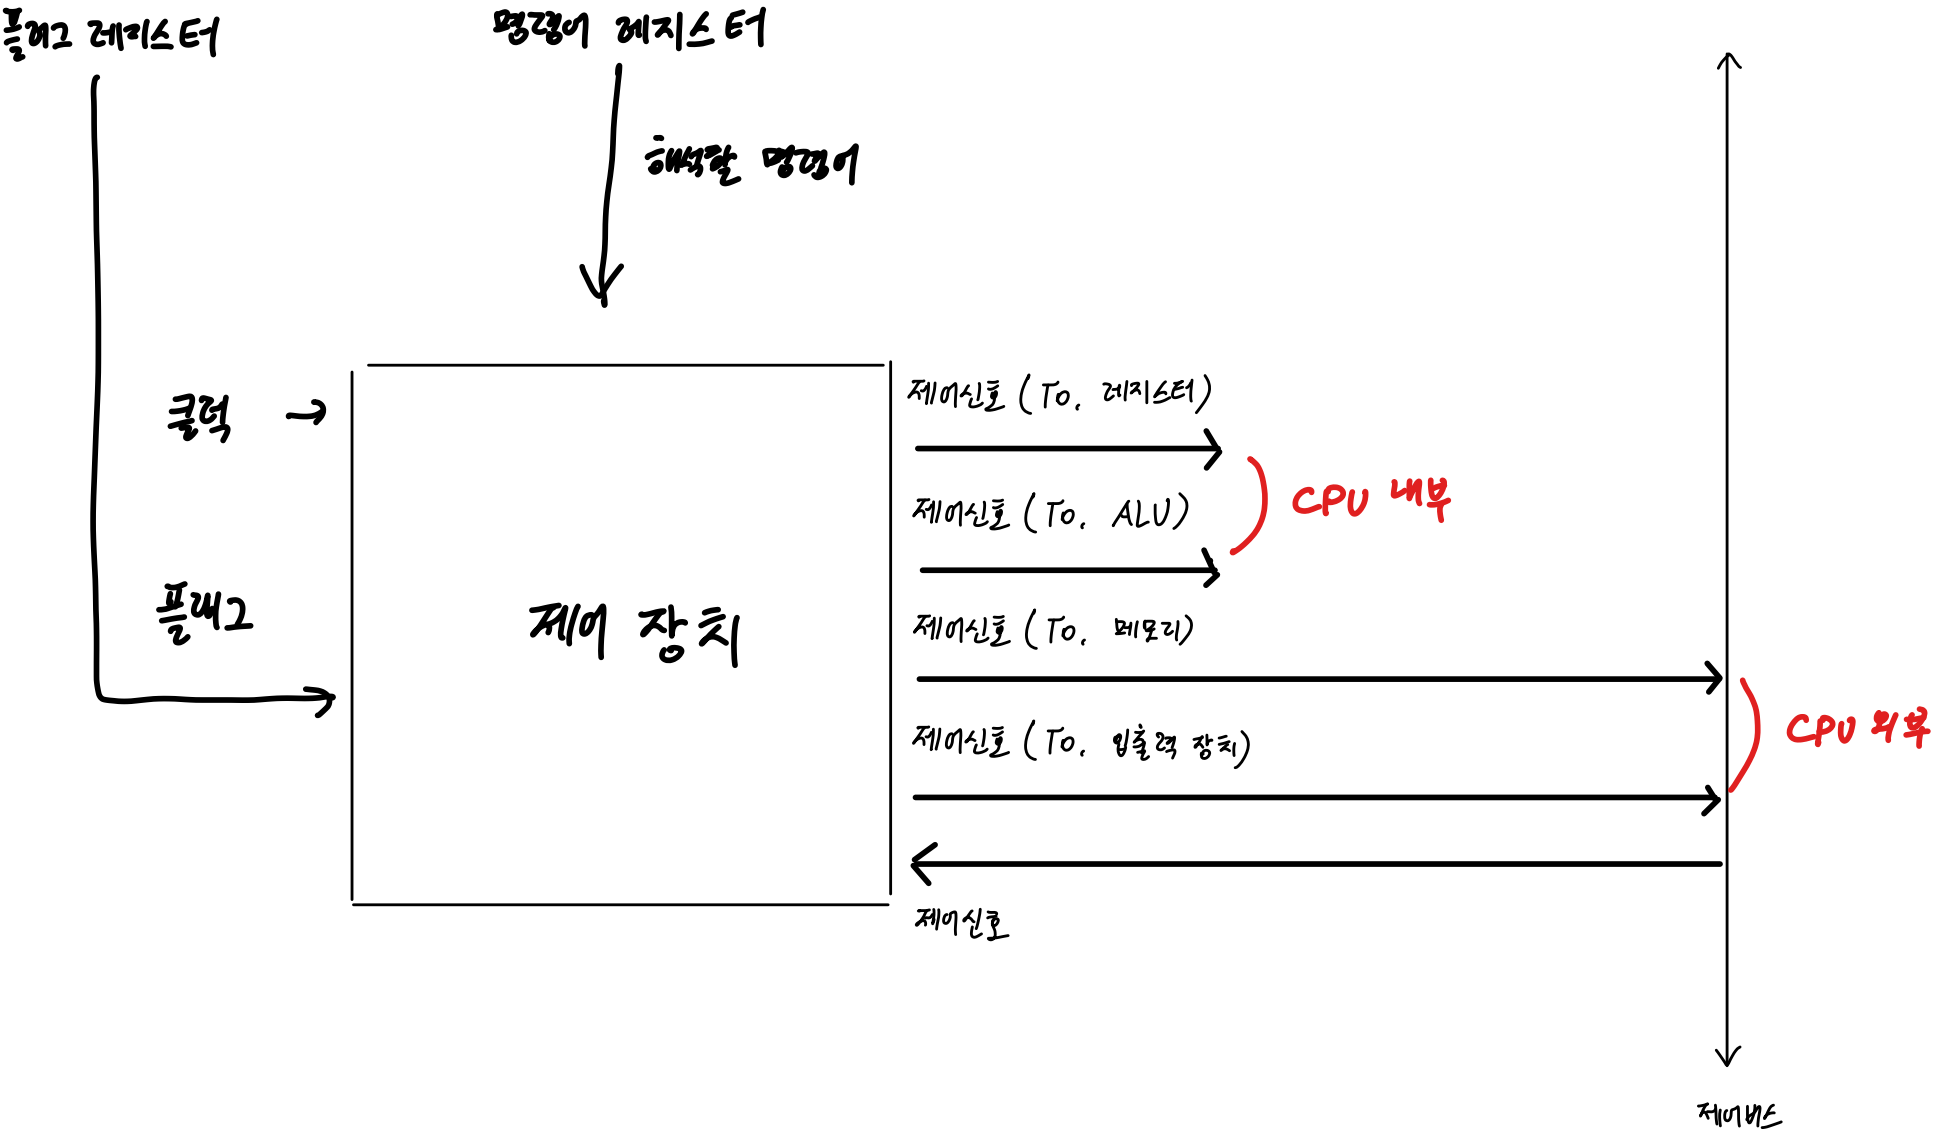 플래그 레지스터
명령어 레지스터
해석할 명령어
클럭
플래그
제어 장치
제어신호 (To. 레지스터)
제어신호 (To. ALU)
CPU 내부
제어신호 (To. 메모리)
제어신호 (To. 입출력 장치)
CPU 외부
제어신호
제어버스